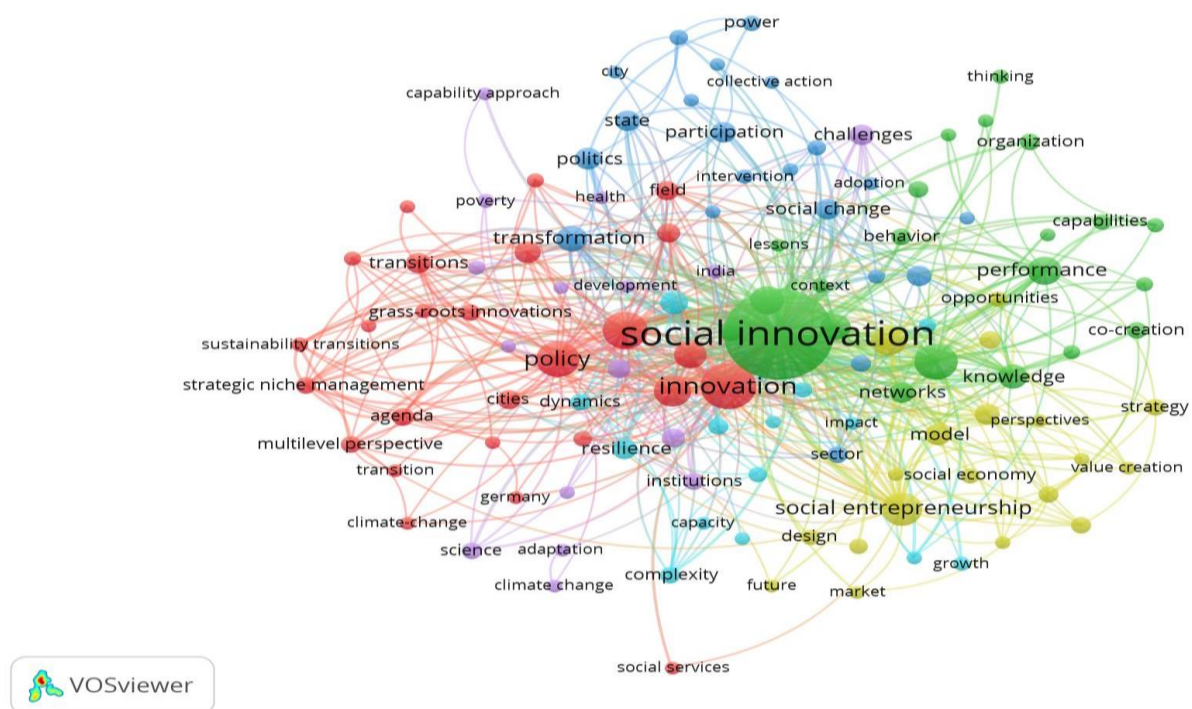 power
city
collective action
thinking
capability approach
state
participation
challenges
organization
politics
intervention
adoption
field
health
poverty
social change
capabilities
transformation
lessons
behavior
transitions
india
performance
development
context
opportunities
grass-roots innovations
social innovation
co-creation
sustainability transitions
policy
knowledge
strategic niche management
innovation
networks
cities
dynamics
strategy
agenda
impact
perspectives
model
multilevel perspective
resilience
sector
transition
social economy
value creation
institutions
germany
social entrepreneurship
climate-change
capacity
design
science
adaptation
growth
complexity
climate change
future
market
social services
VOSviewer